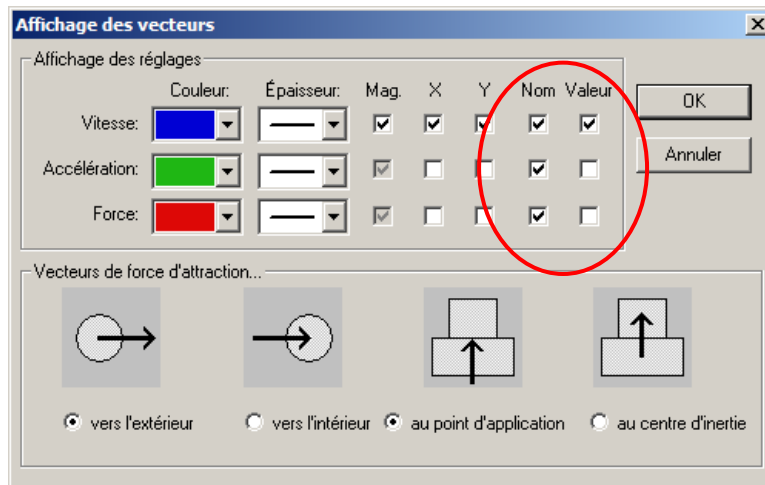 Affichage des vecteurs
Affichage des réglages
Couleur: Épaisseur: Mag. X Y Nom Valeur
OK
Vitesse:
Annuler
Accélération:
Force:
Vecteurs de force d'attraction...
vers l'extérieur vers l'intérieur au point d'application au centre d'inertie